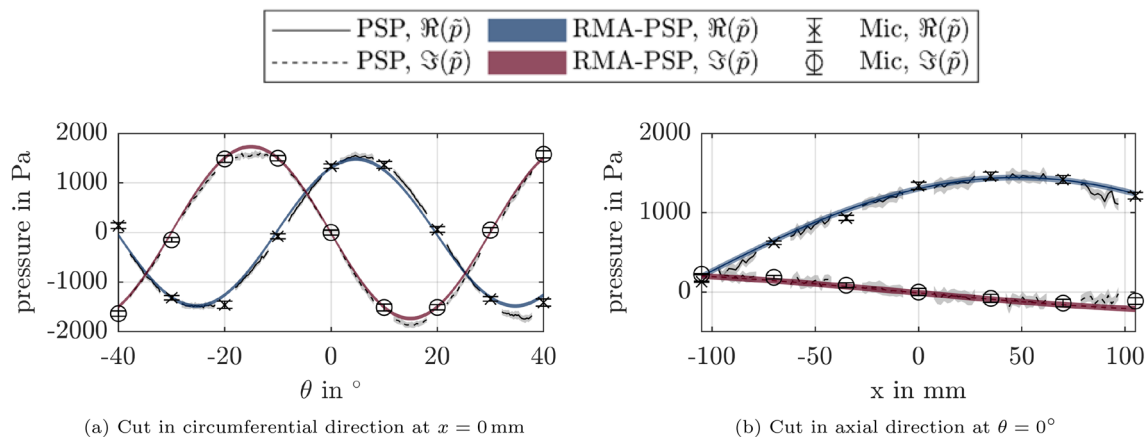 PSP, ℜ(p̃) RMA-PSP, ℜ(p̃) Mic, ℜ(p̃)
PSP, ℑ(p̃) RMA-PSP, ℑ(p̃) Mic, ℑ(p̃)
pressure in Pa
2000
1000
0
-1000
-2000
-40 -20 0 20 40
θ in °
(a) Cut in circumferential direction at x = 0 mm
pressure in Pa
2000
1000
0
-100 -50 0 50 100
x in mm
(b) Cut in axial direction at θ = 0°